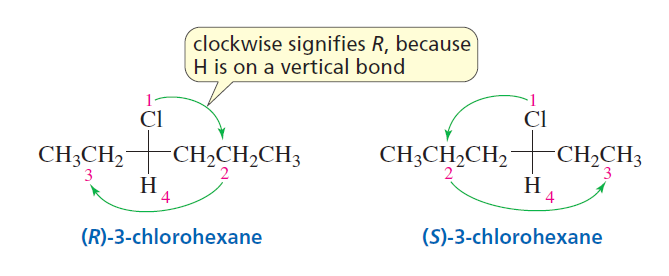 clockwise signifies R, because
H is on a vertical bond
1
Cl
CH₃CH₂ CH₂CH₂CH₃
3 2
H
4
(R)-3-chlorohexane
1
Cl
CH₃CH₂CH₂ CH₂CH₃
2 3
H
4
(S)-3-chlorohexane